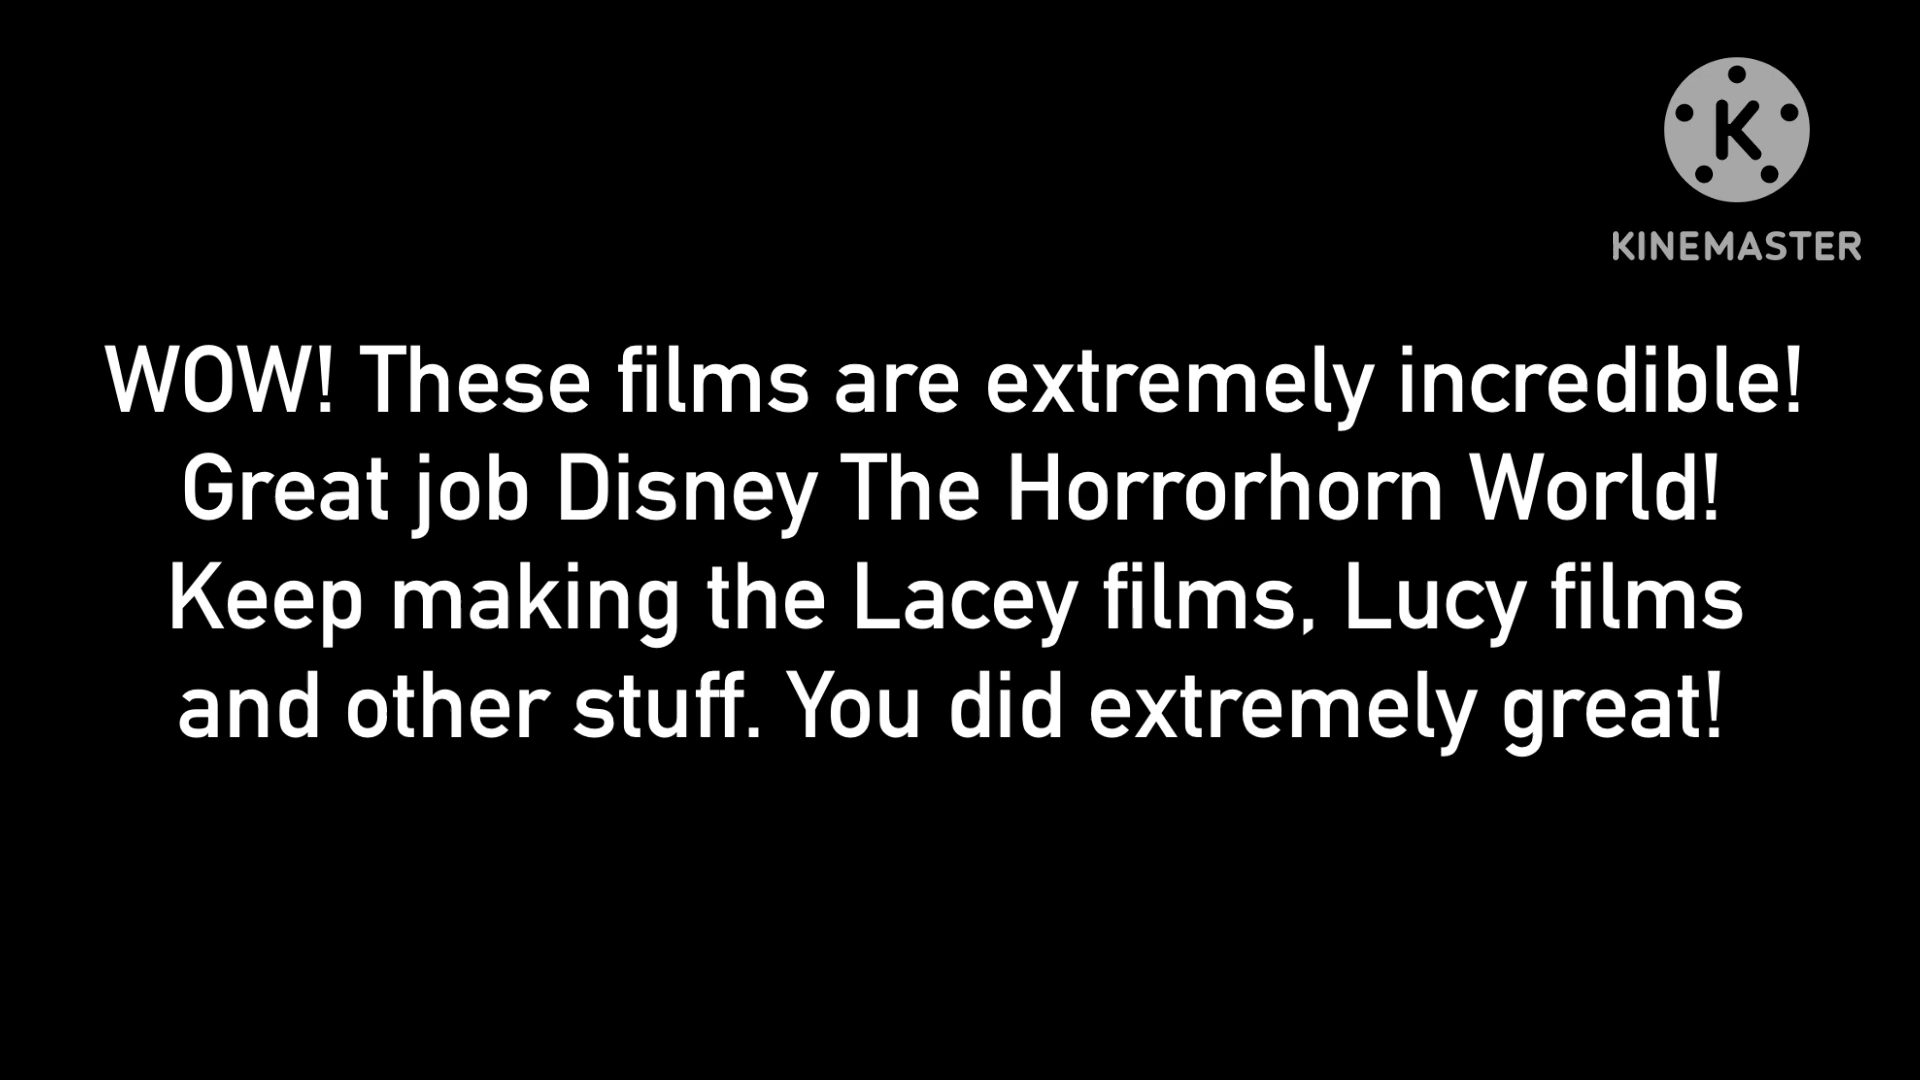 K
KINEMASTER
WOW! These films are extremely incredible!
Great job Disney The Horrorhorn World!
Keep making the Lacey films, Lucy films
and other stuff. You did extremely great!